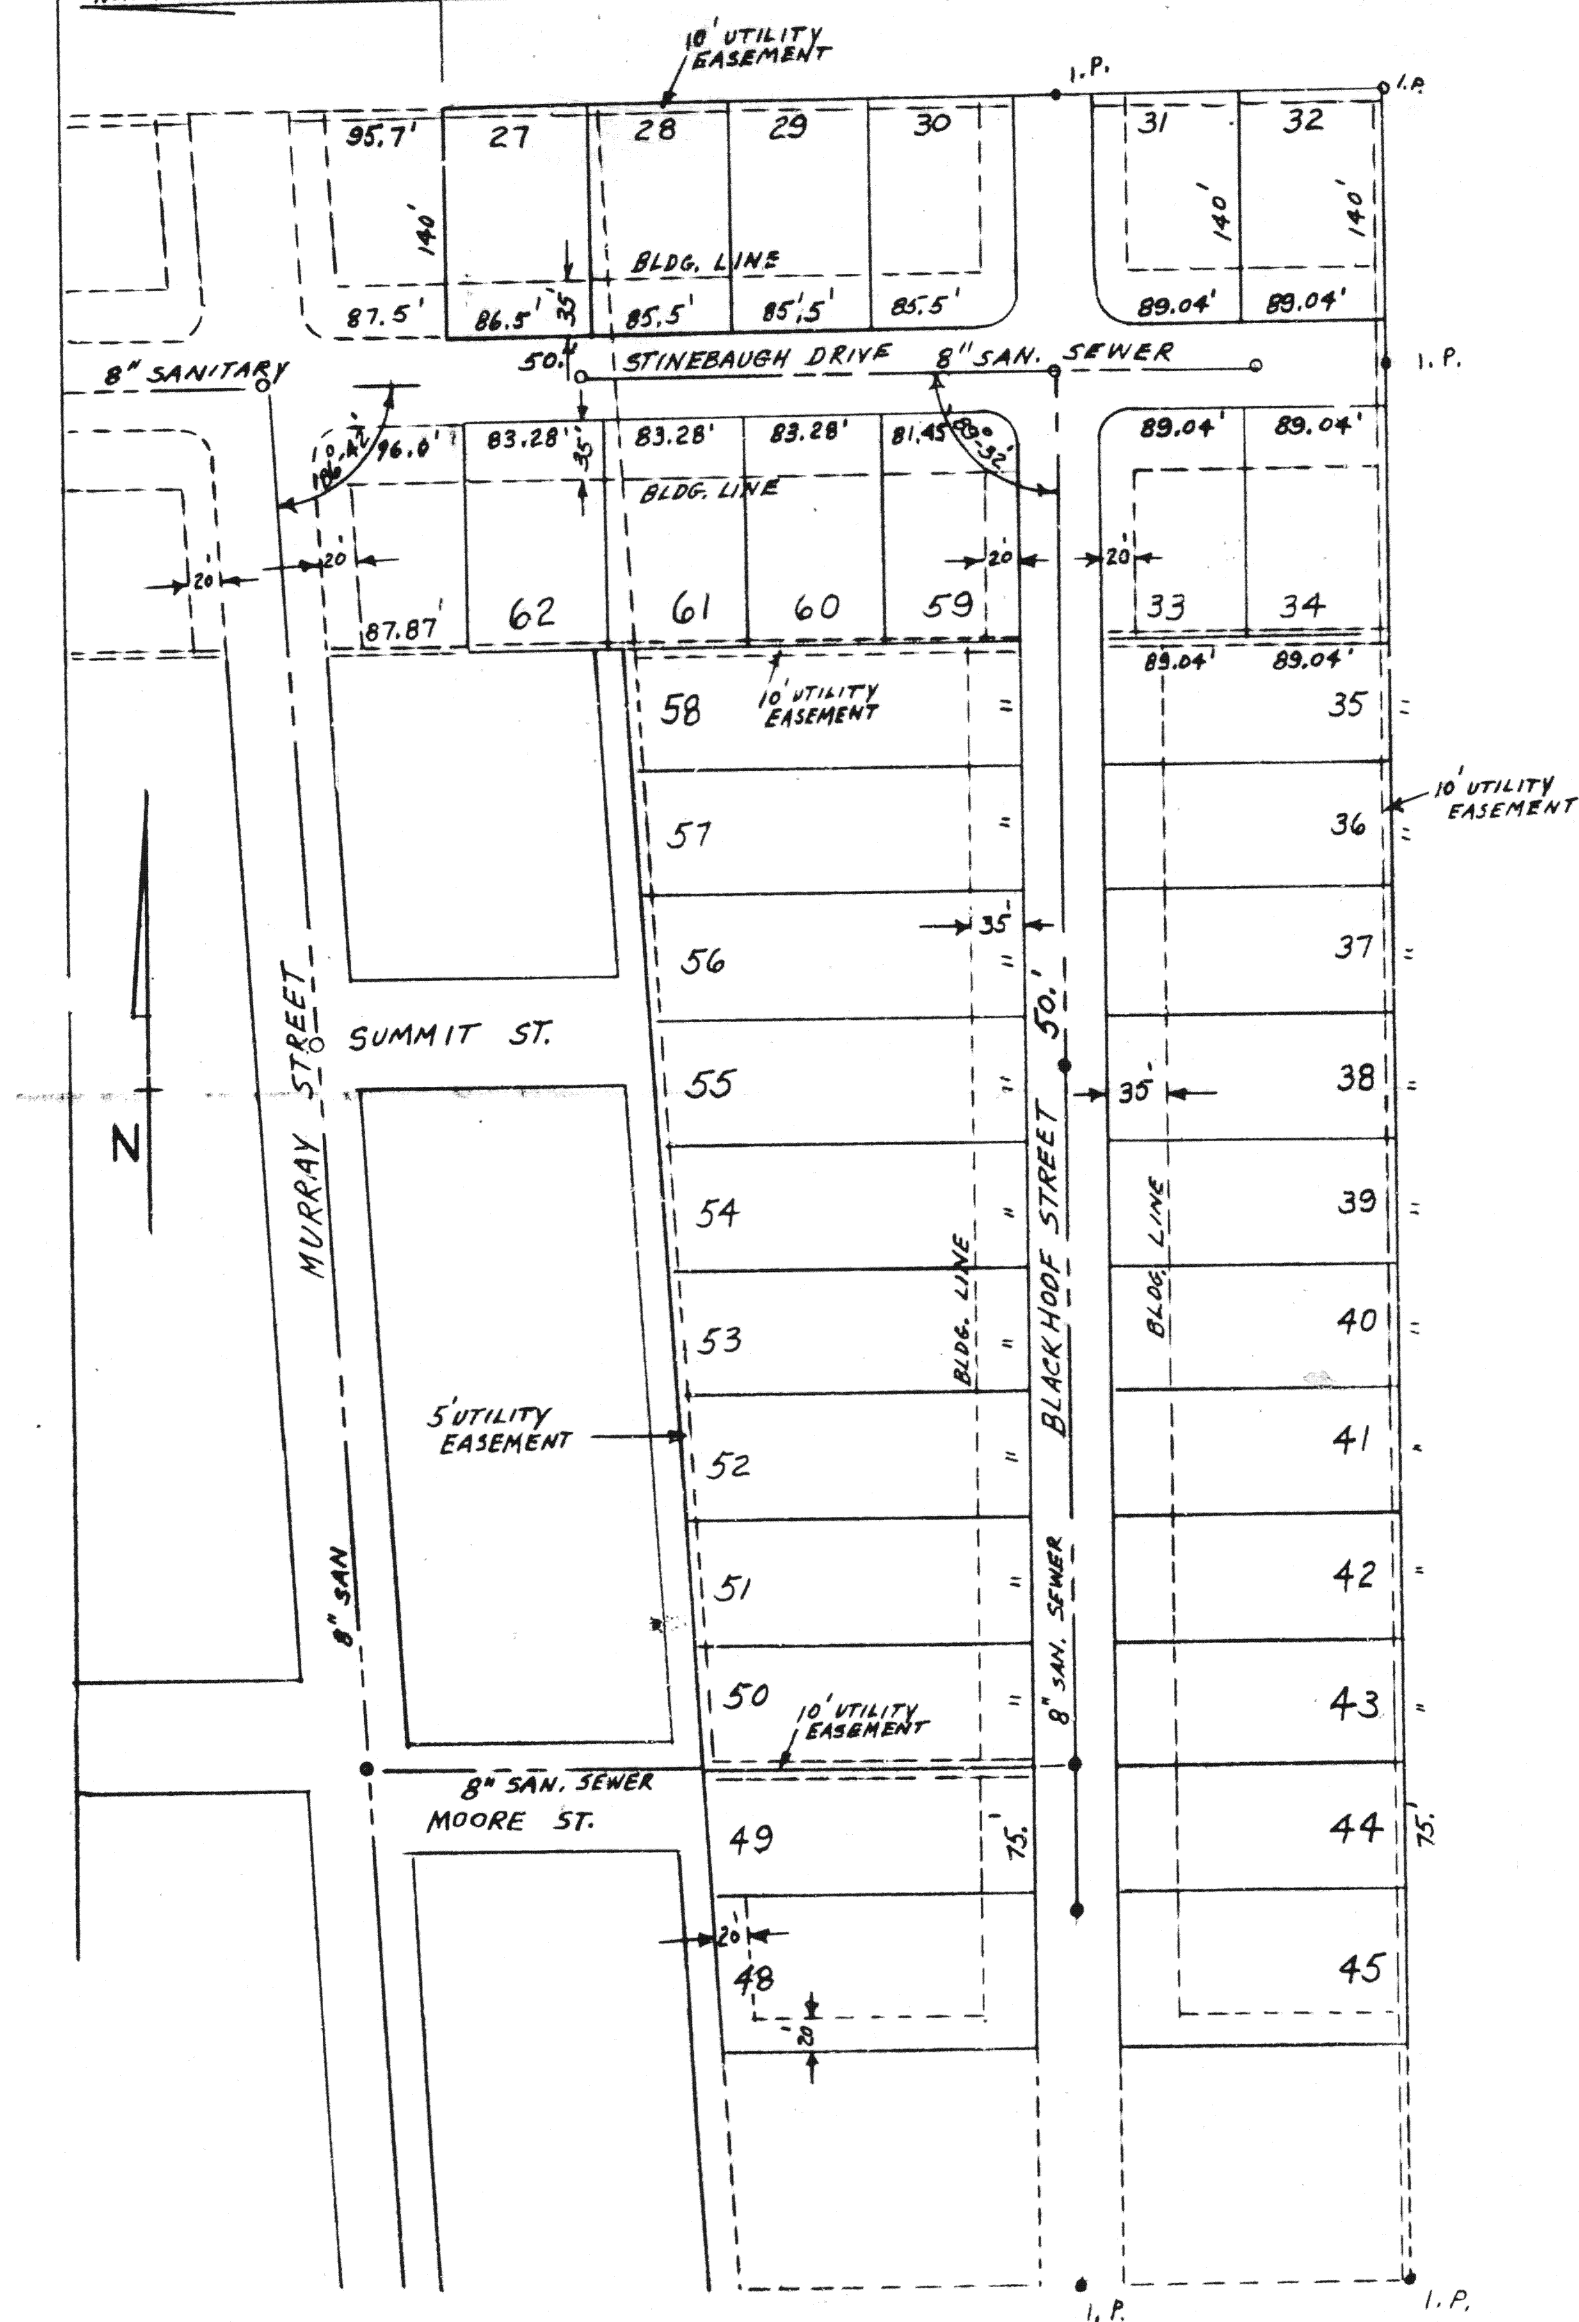 10' UTILITY
EASEMENT
I.P.
I.P.
95.7'
27
28
29
30
31
32
140'
140'
140'
BLDG. LINE
87.5'
86.5'
35'
85.5'
85.5'
85.5'
89.04'
89.04'
8" SANITARY
50.'
STINEBAUGH DRIVE
8" SAN. SEWER
I.P.
96.0'
83.28'
83.28'
83.28'
81.45'
89°-32'
89.04'
89.04'
35'
BLDG. LINE
20'
20'
20'
20'
87.87'
62
61
60
59
33
34
89.04'
89.04'
58
10' UTILITY
EASEMENT
=
35
=
10' UTILITY
EASEMENT
57
=
36
=
35'
56
=
37
=
50.'
MURRAY STREET
SUMMIT ST.
55
=
35'
38
=
N
BLACKHOOF STREET
54
=
39
=
BLDG. LINE
BLDG. LINE
53
=
40
=
5' UTILITY
EASEMENT
52
=
41
=
8" SAN
8" SAN. SEWER
51
=
42
=
50
=
43
=
10' UTILITY
EASEMENT
8" SAN. SEWER
MOORE ST.
49
75.'
44
75.'
20'
48
45
20'
I.P.
I.P.